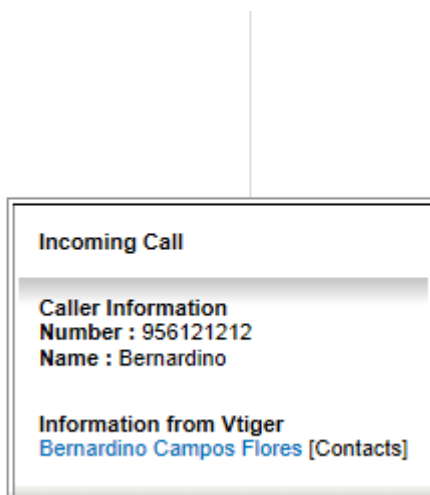 Incoming Call
Caller Information
Number : 956121212
Name : Bernardino
Information from Vtiger
Bernardino Campos Flores [Contacts]